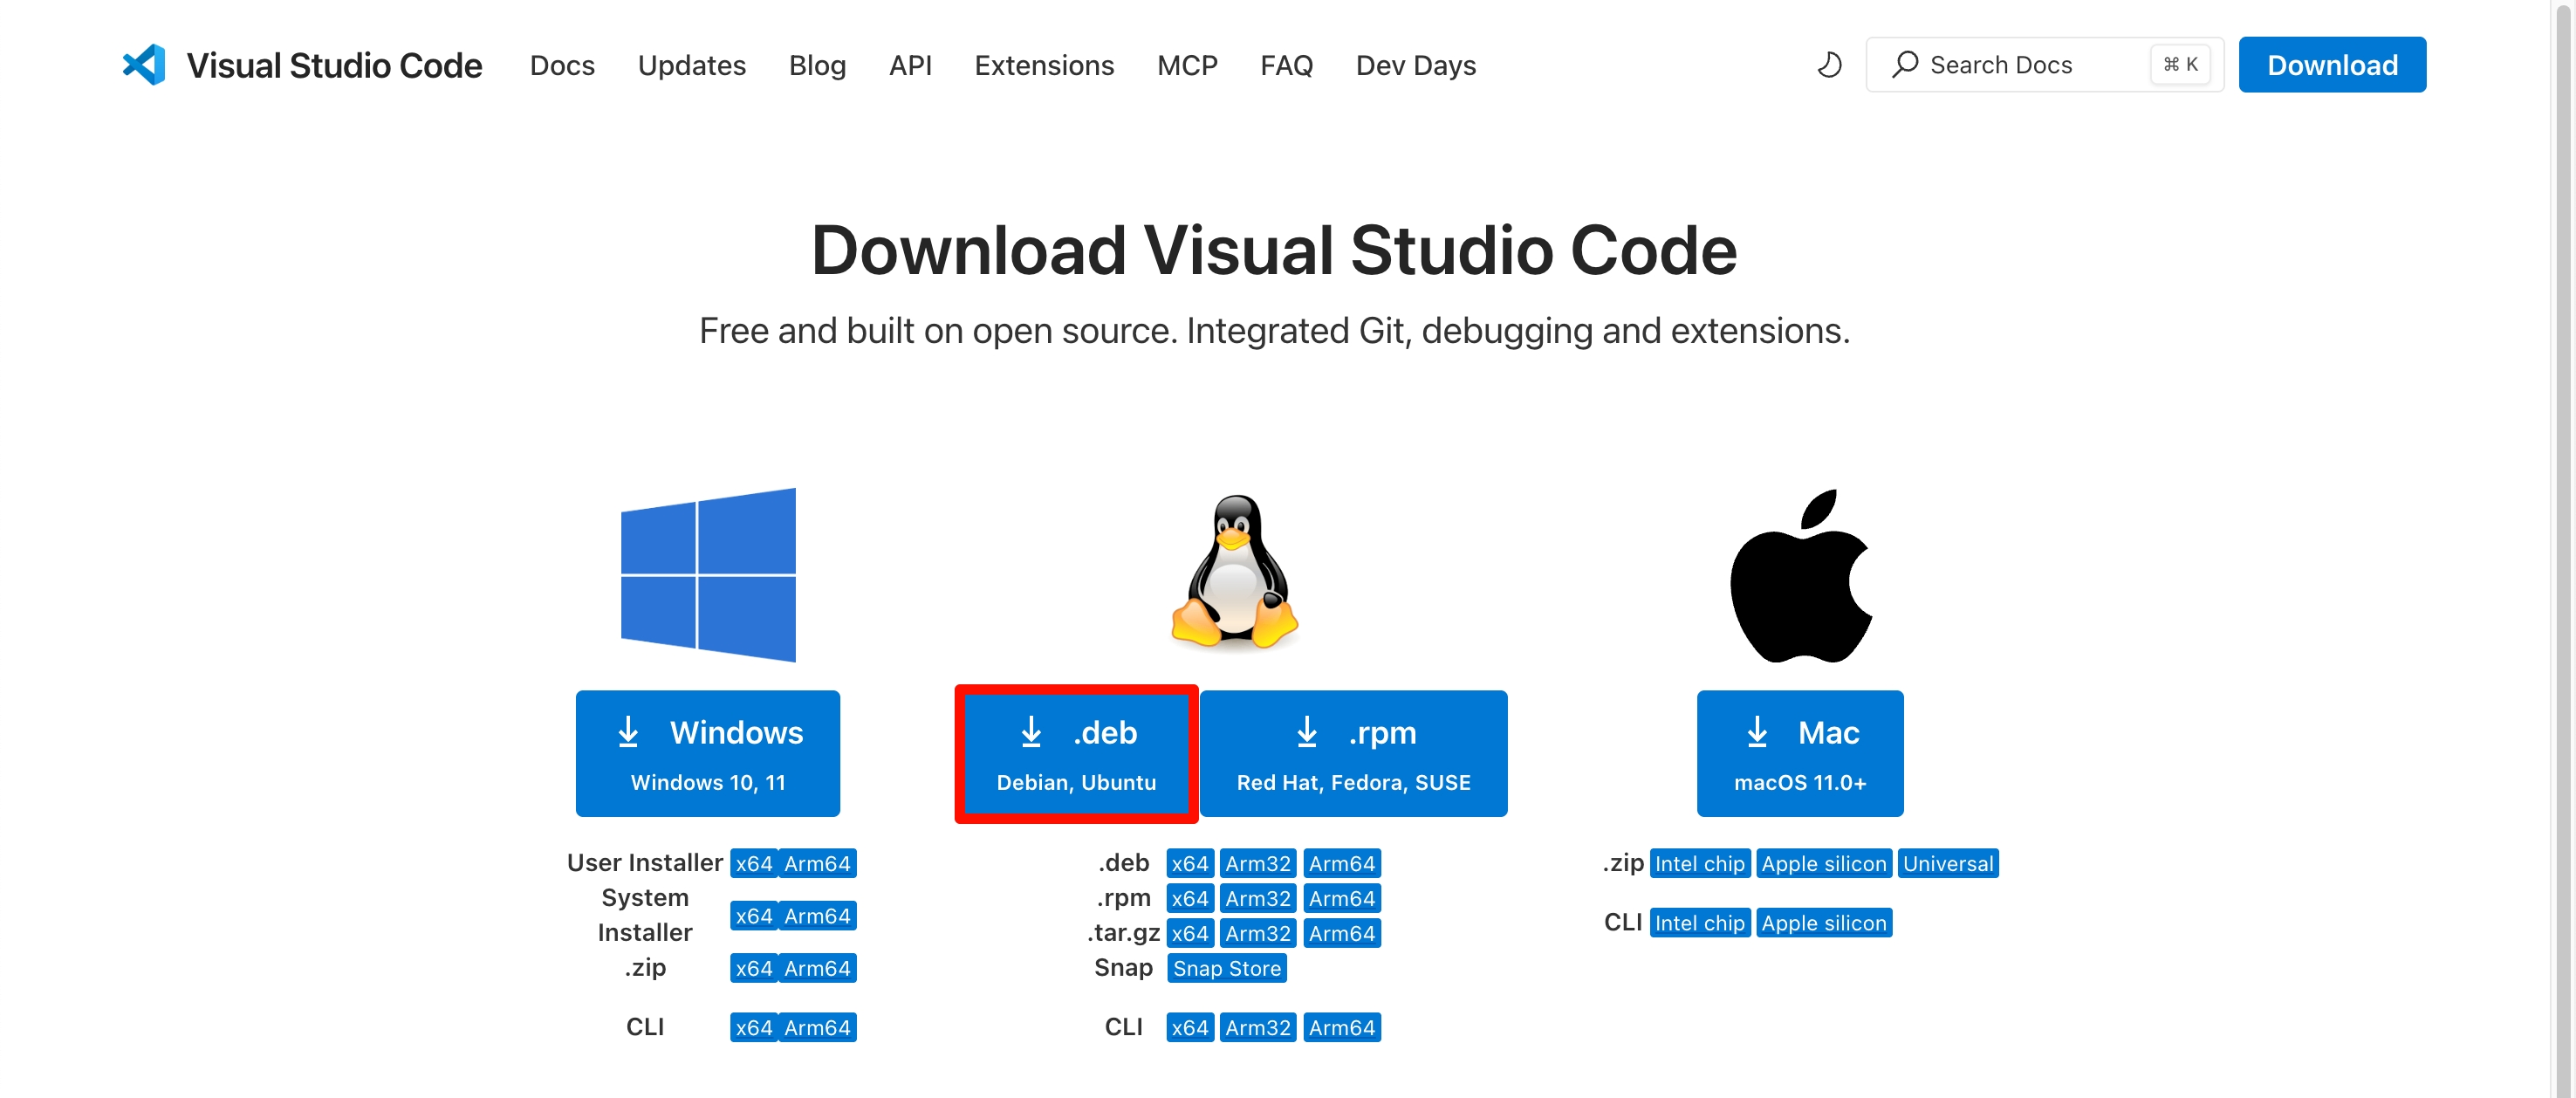 Visual Studio Code Docs Updates Blog API Extensions MCP FAQ Dev Days Search Docs ⌘ K Download
Download Visual Studio Code
Free and built on open source. Integrated Git, debugging and extensions.
Windows
Windows 10, 11
User Installer x64 Arm64
System
Installer
x64 Arm64
.zip x64 Arm64
CLI x64 Arm64
.deb
Debian, Ubuntu
.rpm
Red Hat, Fedora, SUSE
.deb x64 Arm32 Arm64
.rpm x64 Arm32 Arm64
.tar.gz x64 Arm32 Arm64
Snap Snap Store
CLI x64 Arm32 Arm64
Mac
macOS 11.0+
.zip Intel chip Apple silicon Universal
CLI Intel chip Apple silicon